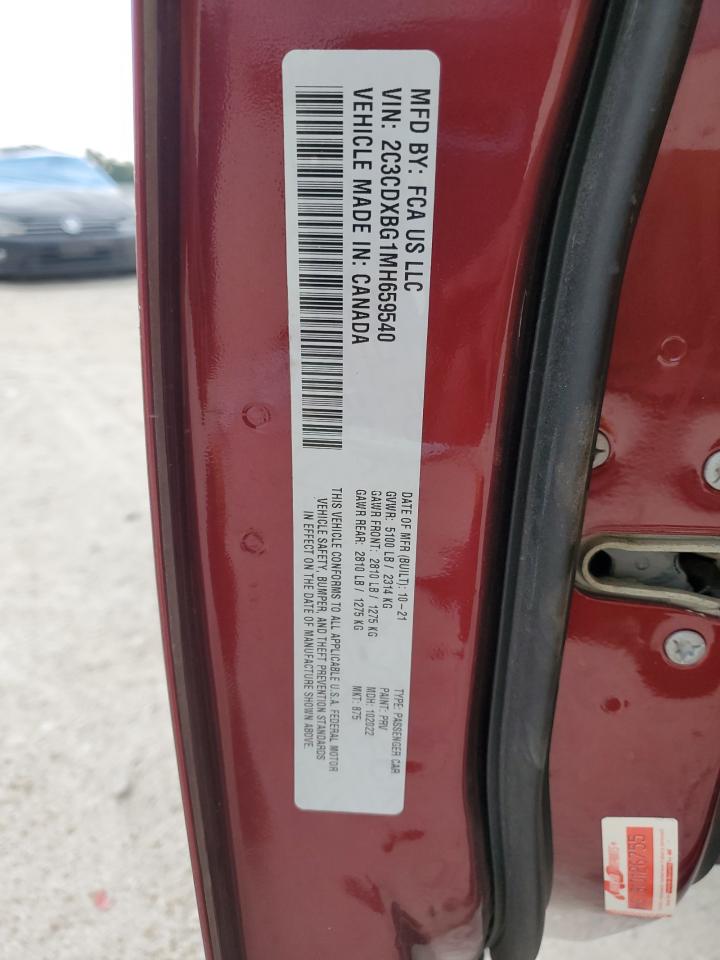 MFD BY: FCA US LLC
VIN: 2C3CDXBG1MH659540
VEHICLE MADE IN: CANADA
DATE OF MFR (BUILT): 10-21
GVWR: 5100 LB / 2314 KG
GAWR FRONT: 2810 LB / 1275 KG
GAWR REAR: 2810 LB / 1275 KG
THIS VEHICLE CONFORMS TO ALL APPLICABLE U.S.A. FEDERAL MOTOR
VEHICLE SAFETY, BUMPER, AND THEFT PREVENTION STANDARDS
IN EFFECT ON THE DATE OF MANUFACTURE SHOWN ABOVE.
TYPE: PASSENGER CAR
PAINT: PRV
MDH: 102022
MKT: 875